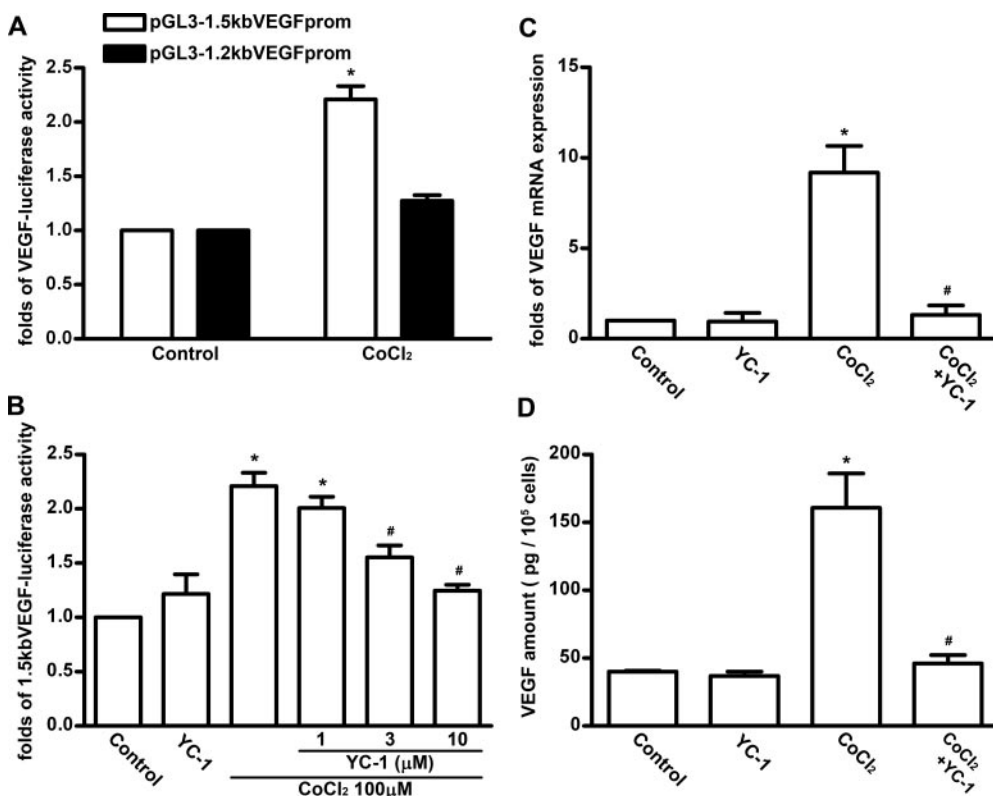 A
pGL3-1.5kbVEGFprom
pGL3-1.2kbVEGFprom
folds of VEGF-luciferase activity
2.5
2.0
1.5
1.0
0.5
0.0
*
Control
CoCl₂
B
folds of 1.5kbVEGF-luciferase activity
2.5
2.0
1.5
1.0
0.5
0.0
*
*
#
#
Control
YC-1
1 3 10
YC-1 (μM)
CoCl₂ 100μM
C
folds of VEGF mRNA expression
15
10
5
0
*
#
Control
YC-1
CoCl₂
CoCl₂
+YC-1
D
VEGF amount ( pg / 10⁵ cells)
200
150
100
50
0
*
#
Control
YC-1
CoCl₂
CoCl₂
+YC-1